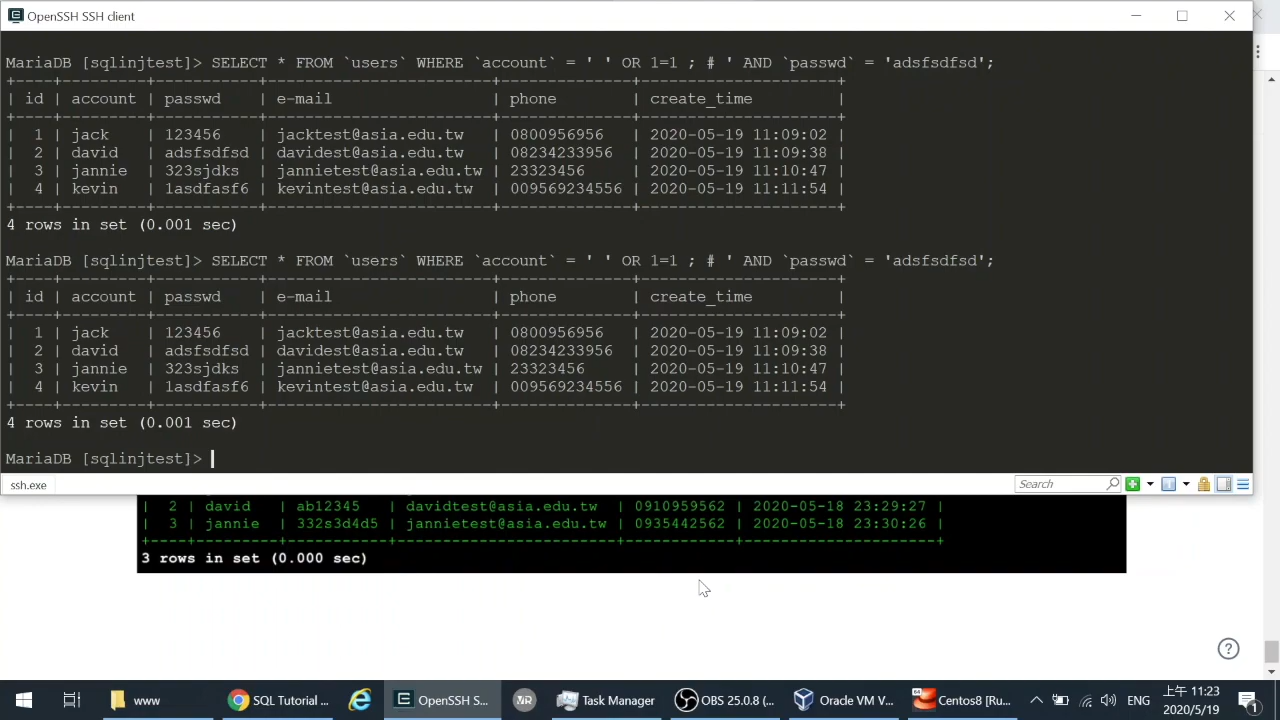 OpenSSH SSH client
MariaDB [sqlinjtest]> SELECT * FROM `users` WHERE `account` = ' ' OR 1=1 ; # ' AND `passwd` = 'adsfsdfsd';
+----+---------+-----------+-------------------------+--------------+---------------------+
| id | account | passwd | e-mail | phone | create_time |
+----+---------+-----------+-------------------------+--------------+---------------------+
| 1 | jack | 123456 | jacktest@asia.edu.tw | 0800956956 | 2020-05-19 11:09:02 |
| 2 | david | adsfsdfsd | davidest@asia.edu.tw | 08234233956 | 2020-05-19 11:09:38 |
| 3 | jannie | 323sjdks | jannietest@asia.edu.tw | 23323456 | 2020-05-19 11:10:47 |
| 4 | kevin | 1asdfasf6 | kevintest@asia.edu.tw | 009569234556 | 2020-05-19 11:11:54 |
+----+---------+-----------+-------------------------+--------------+---------------------+
4 rows in set (0.001 sec)
MariaDB [sqlinjtest]> SELECT * FROM `users` WHERE `account` = ' ' OR 1=1 ; # ' AND `passwd` = 'adsfsdfsd';
+----+---------+-----------+-------------------------+--------------+---------------------+
| id | account | passwd | e-mail | phone | create_time |
+----+---------+-----------+-------------------------+--------------+---------------------+
| 1 | jack | 123456 | jacktest@asia.edu.tw | 0800956956 | 2020-05-19 11:09:02 |
| 2 | david | adsfsdfsd | davidest@asia.edu.tw | 08234233956 | 2020-05-19 11:09:38 |
| 3 | jannie | 323sjdks | jannietest@asia.edu.tw | 23323456 | 2020-05-19 11:10:47 |
| 4 | kevin | 1asdfasf6 | kevintest@asia.edu.tw | 009569234556 | 2020-05-19 11:11:54 |
+----+---------+-----------+-------------------------+--------------+---------------------+
4 rows in set (0.001 sec)
MariaDB [sqlinjtest]>
ssh.exe Search
| 2 | david | ab12345 | davidtest@asia.edu.tw | 0910959562 | 2020-05-18 23:29:27 |
| 3 | jannie | 332s3d4d5 | jannietest@asia.edu.tw | 0935442562 | 2020-05-18 23:30:26 |
+----+---------+-----------+------------------------+------------+---------------------+
3 rows in set (0.000 sec)
?
www SQL Tutorial ... OpenSSH S... Task Manager OBS 25.0.8 (... Oracle VM V... 64 Centos8 [Ru... ENG 上午 11:23
2020/5/19 1